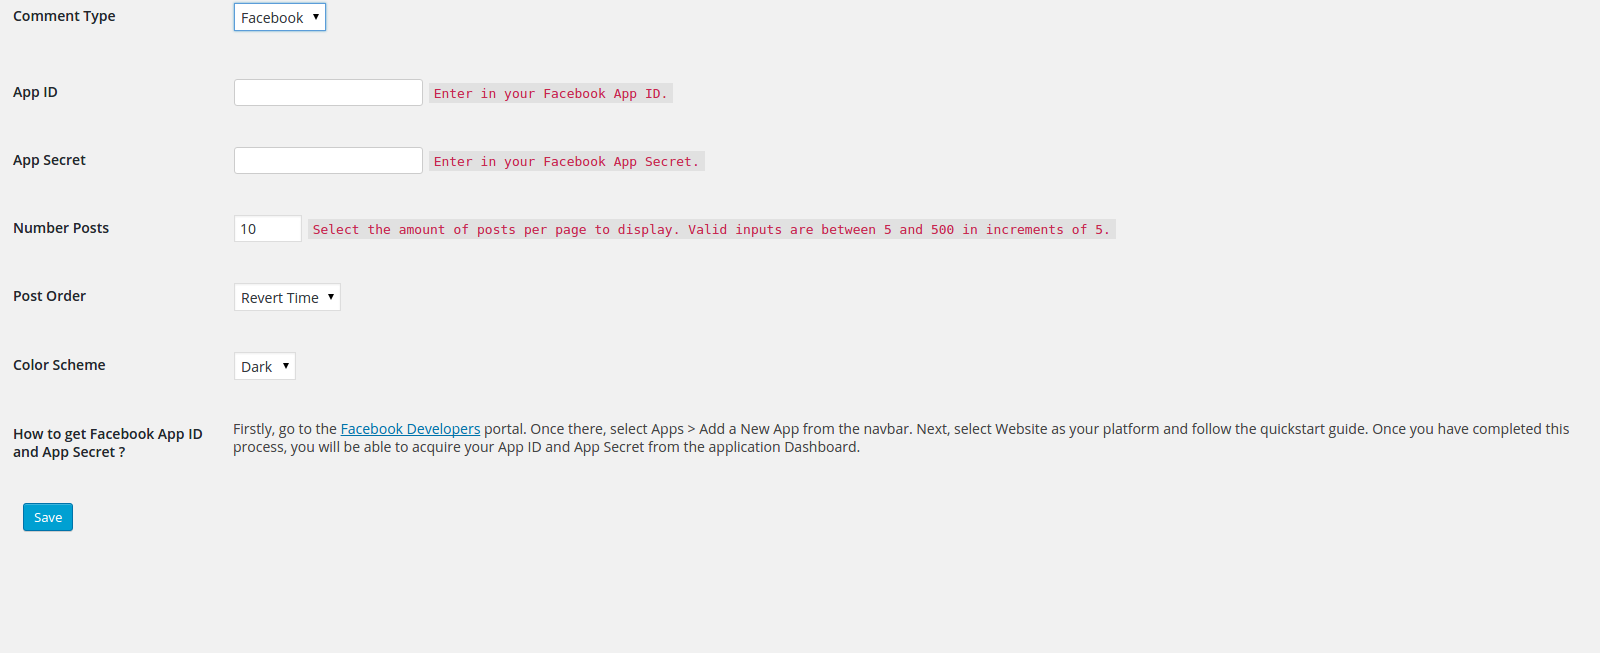 Comment Type Facebook
App ID Enter in your Facebook App ID.
App Secret Enter in your Facebook App Secret.
Number Posts 10 Select the amount of posts per page to display. Valid inputs are between 5 and 500 in increments of 5.
Post Order Revert Time
Color Scheme Dark
How to get Facebook App ID
and App Secret ?
Firstly, go to the Facebook Developers portal. Once there, select Apps > Add a New App from the navbar. Next, select Website as your platform and follow the quickstart guide. Once you have completed this
process, you will be able to acquire your App ID and App Secret from the application Dashboard.
Save